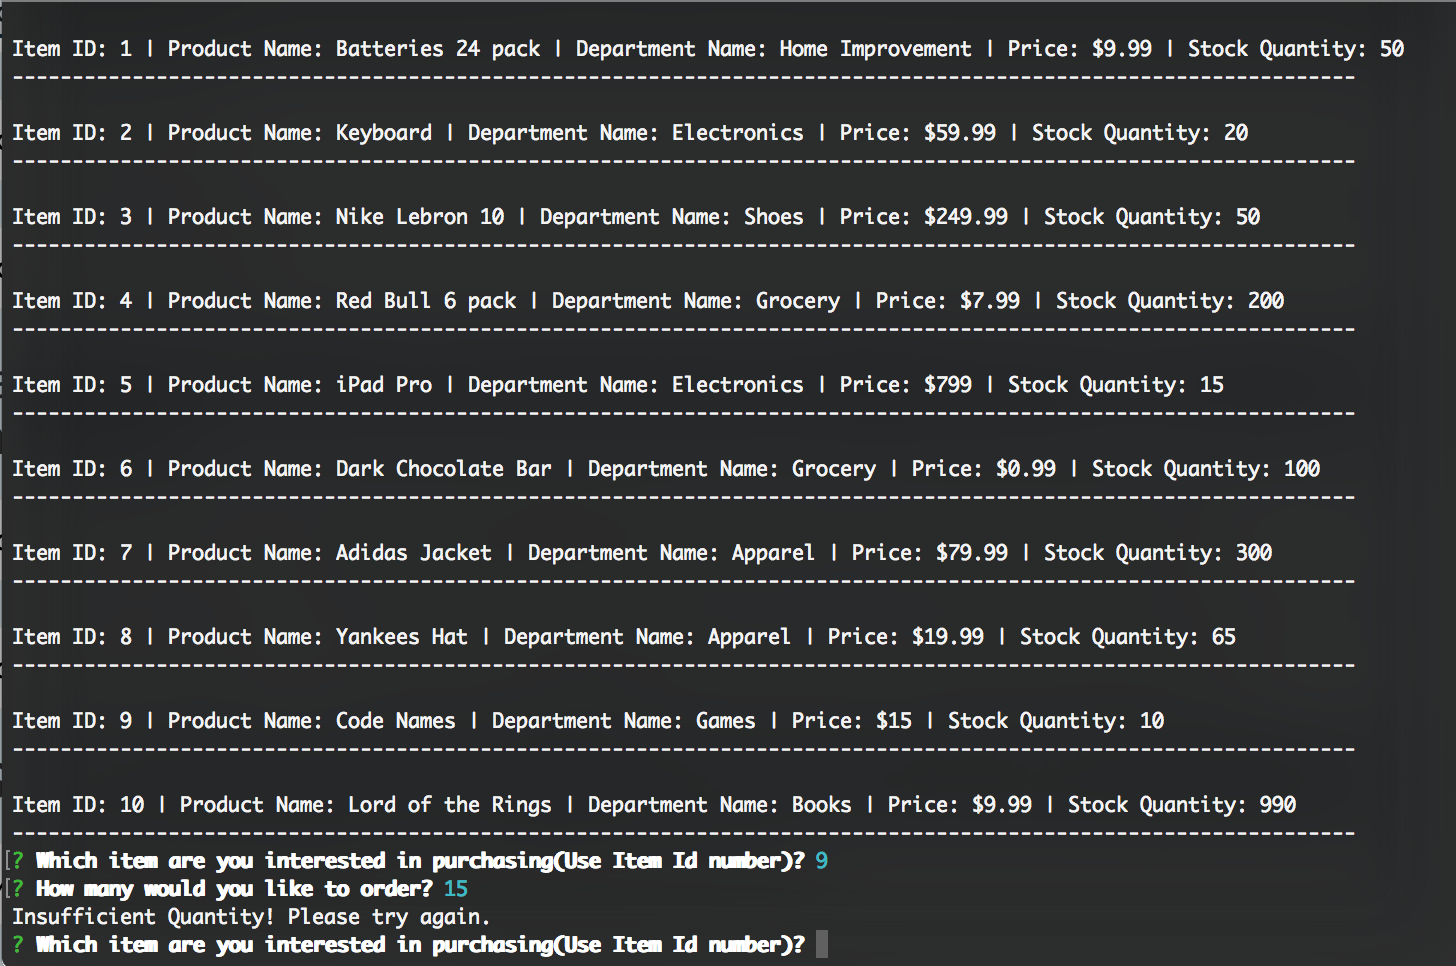 Item ID: 1 | Product Name: Batteries 24 pack | Department Name: Home Improvement | Price: $9.99 | Stock Quantity: 50
----------------------------------------------------------------------------------------------------------------
Item ID: 2 | Product Name: Keyboard | Department Name: Electronics | Price: $59.99 | Stock Quantity: 20
----------------------------------------------------------------------------------------------------------------
Item ID: 3 | Product Name: Nike Lebron 10 | Department Name: Shoes | Price: $249.99 | Stock Quantity: 50
----------------------------------------------------------------------------------------------------------------
Item ID: 4 | Product Name: Red Bull 6 pack | Department Name: Grocery | Price: $7.99 | Stock Quantity: 200
----------------------------------------------------------------------------------------------------------------
Item ID: 5 | Product Name: iPad Pro | Department Name: Electronics | Price: $799 | Stock Quantity: 15
----------------------------------------------------------------------------------------------------------------
Item ID: 6 | Product Name: Dark Chocolate Bar | Department Name: Grocery | Price: $0.99 | Stock Quantity: 100
----------------------------------------------------------------------------------------------------------------
Item ID: 7 | Product Name: Adidas Jacket | Department Name: Apparel | Price: $79.99 | Stock Quantity: 300
----------------------------------------------------------------------------------------------------------------
Item ID: 8 | Product Name: Yankees Hat | Department Name: Apparel | Price: $19.99 | Stock Quantity: 65
----------------------------------------------------------------------------------------------------------------
Item ID: 9 | Product Name: Code Names | Department Name: Games | Price: $15 | Stock Quantity: 10
----------------------------------------------------------------------------------------------------------------
Item ID: 10 | Product Name: Lord of the Rings | Department Name: Books | Price: $9.99 | Stock Quantity: 990
----------------------------------------------------------------------------------------------------------------
[? Which item are you interested in purchasing(Use Item Id number)? 9
[? How many would you like to order? 15
Insufficient Quantity! Please try again.
? Which item are you interested in purchasing(Use Item Id number)?